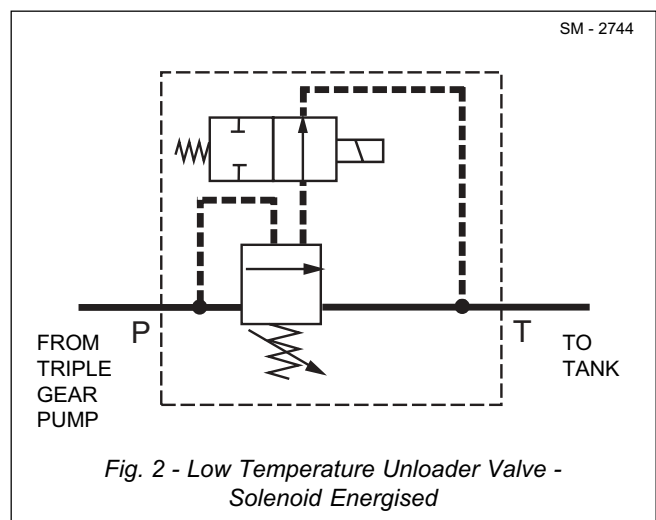 SM - 2744
P
T
FROM
TRIPLE
GEAR
PUMP
TO
TANK
Fig. 2 - Low Temperature Unloader Valve -
Solenoid Energised